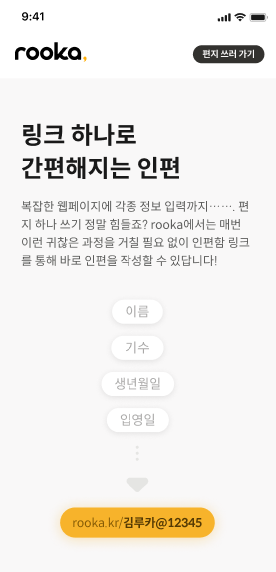 9:41
rooka,
편지 쓰러 가기
링크 하나로
간편해지는 인편
복잡한 웹페이지에 각종 정보 입력까지……. 편
지 하나 쓰기 정말 힘들죠? rooka에서는 매번
이런 귀찮은 과정을 거칠 필요 없이 인편함 링크
를 통해 바로 인편을 작성할 수 있답니다!
이름
기수
생년월일
입영일
rooka.kr/김루카@12345